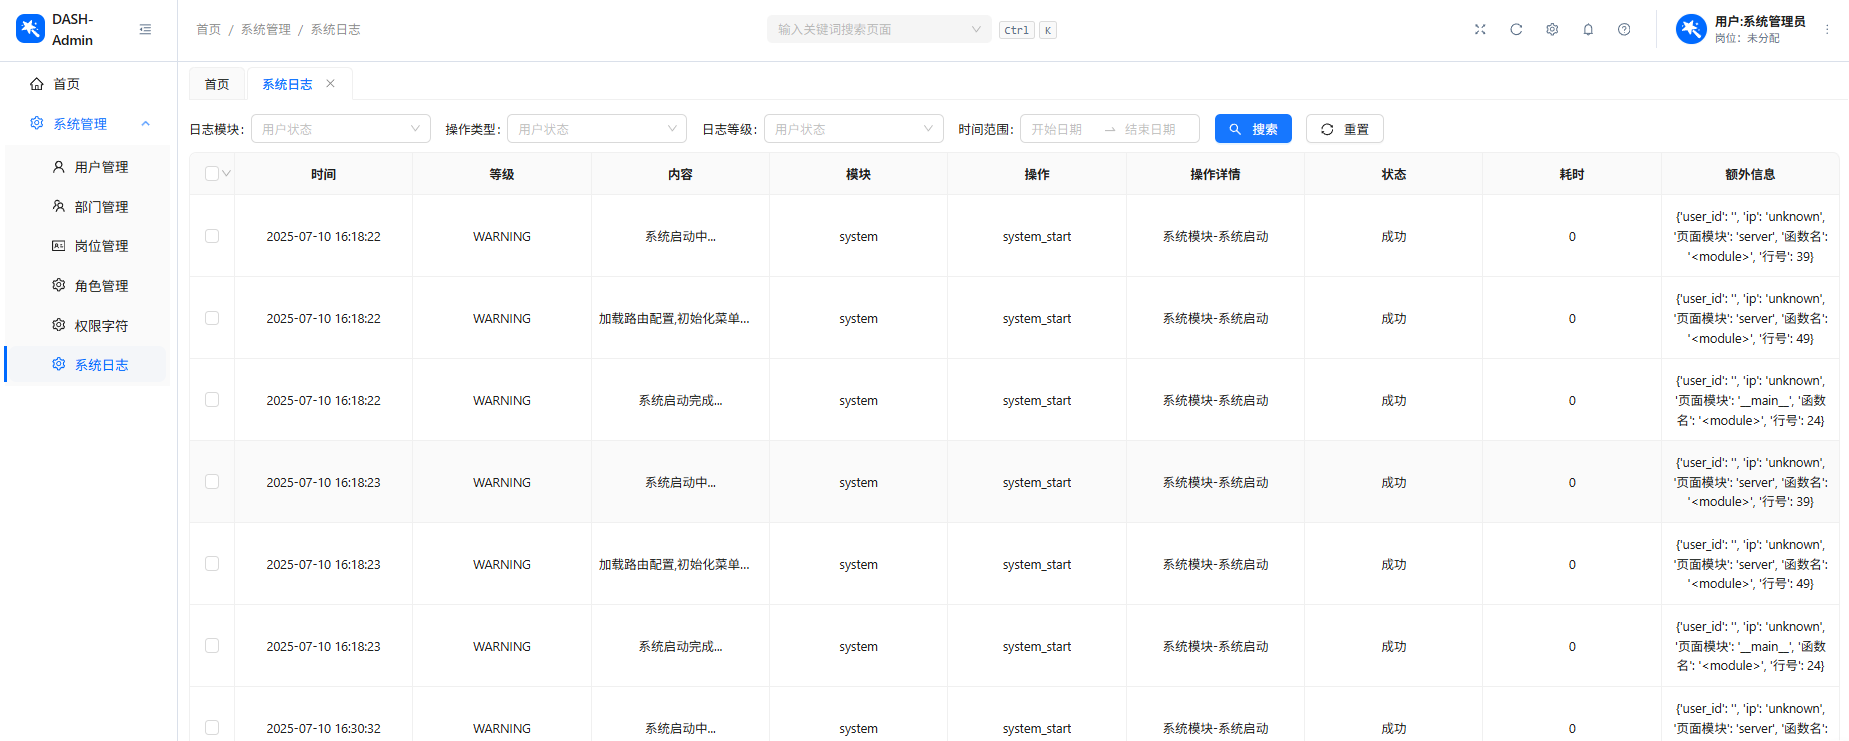 DASH-
Admin
首页 / 系统管理 / 系统日志
输入关键词搜索页面
Ctrl K
用户:系统管理员
岗位: 未分配
首页
系统管理
用户管理
部门管理
岗位管理
角色管理
权限字符
系统日志
首页 系统日志
日志模块: 用户状态 操作类型: 用户状态 日志等级: 用户状态 时间范围: 开始日期 → 结束日期 搜索 重置
时间 等级 内容 模块 操作 操作详情 状态 耗时 额外信息
2025-07-10 16:18:22 WARNING 系统启动中... system system_start 系统模块-系统启动 成功 0
{'user_id': '', 'ip': 'unknown',
'页面模块': 'server', '函数名':
'<module>', '行号': 39}
2025-07-10 16:18:22 WARNING 加载路由配置,初始化菜单... system system_start 系统模块-系统启动 成功 0
{'user_id': '', 'ip': 'unknown',
'页面模块': 'server', '函数名':
'<module>', '行号': 49}
2025-07-10 16:18:22 WARNING 系统启动完成... system system_start 系统模块-系统启动 成功 0
{'user_id': '', 'ip': 'unknown',
'页面模块': '__main__', '函数
名': '<module>', '行号': 24}
2025-07-10 16:18:23 WARNING 系统启动中... system system_start 系统模块-系统启动 成功 0
{'user_id': '', 'ip': 'unknown',
'页面模块': 'server', '函数名':
'<module>', '行号': 39}
2025-07-10 16:18:23 WARNING 加载路由配置,初始化菜单... system system_start 系统模块-系统启动 成功 0
{'user_id': '', 'ip': 'unknown',
'页面模块': 'server', '函数名':
'<module>', '行号': 49}
2025-07-10 16:18:23 WARNING 系统启动完成... system system_start 系统模块-系统启动 成功 0
{'user_id': '', 'ip': 'unknown',
'页面模块': '__main__', '函数
名': '<module>', '行号': 24}
2025-07-10 16:30:32 WARNING 系统启动中... system system_start 系统模块-系统启动 成功 0
{'user_id': '', 'ip': 'unknown',
'页面模块': 'server', '函数名':